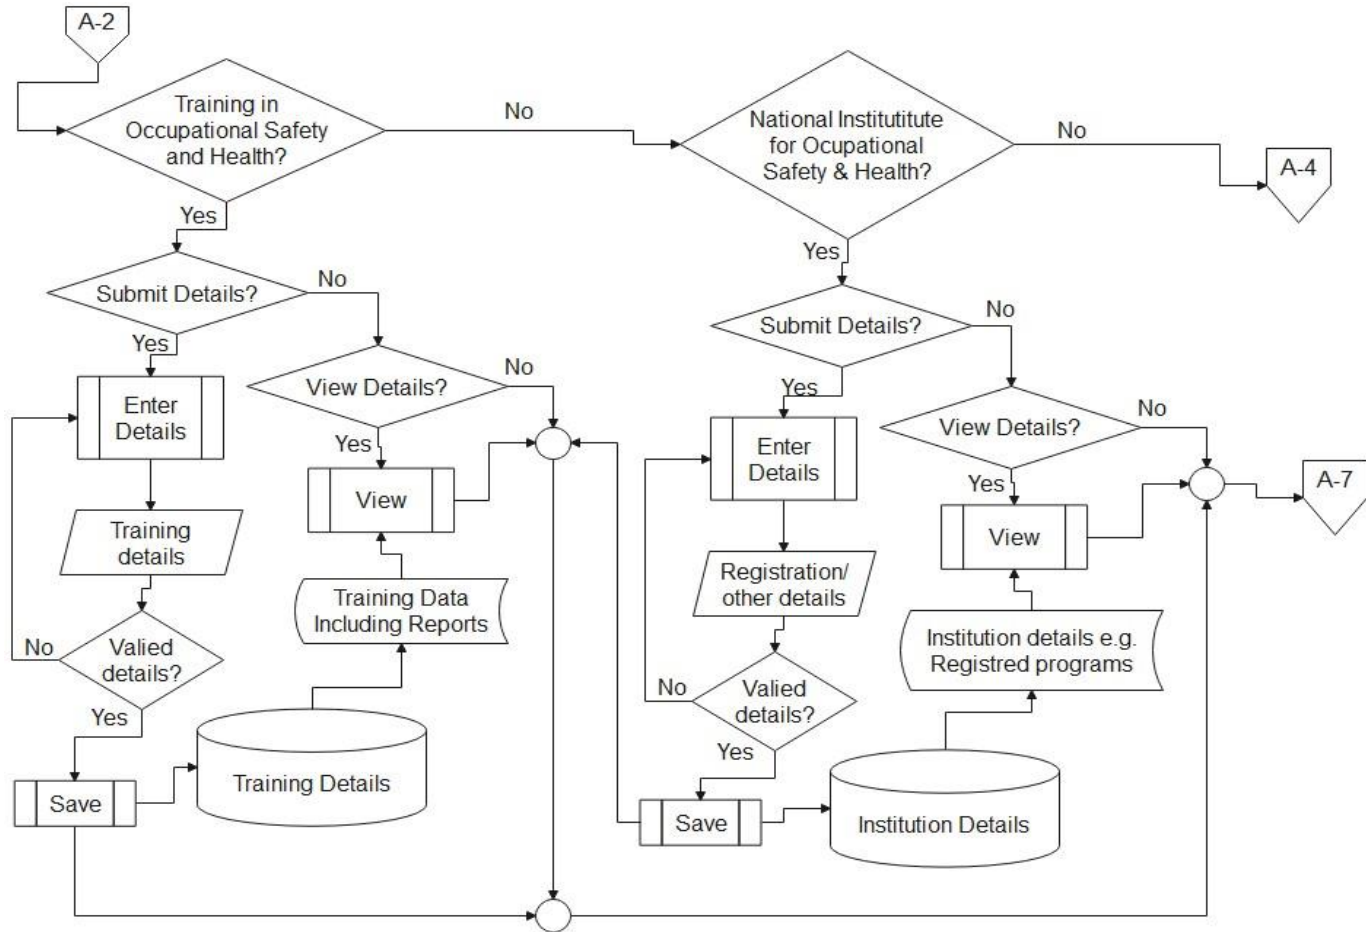 A-2
Training in
Occupational Safety
and Health?
No
National Institutitute
for Ocupational
Safety & Health?
No
A-4
Yes
Yes
Submit Details?
No
Submit Details?
No
Yes
View Details?
No
Yes
View Details?
No
Enter
Details
Yes
View
Enter
Details
Yes
View
A-7
Training
details
Training Data
Including Reports
Registration/
other details
Institution details e.g.
Registred programs
No
Valied
details?
No
Valied
details?
Yes
Yes
Save
Training Details
Save
Institution Details